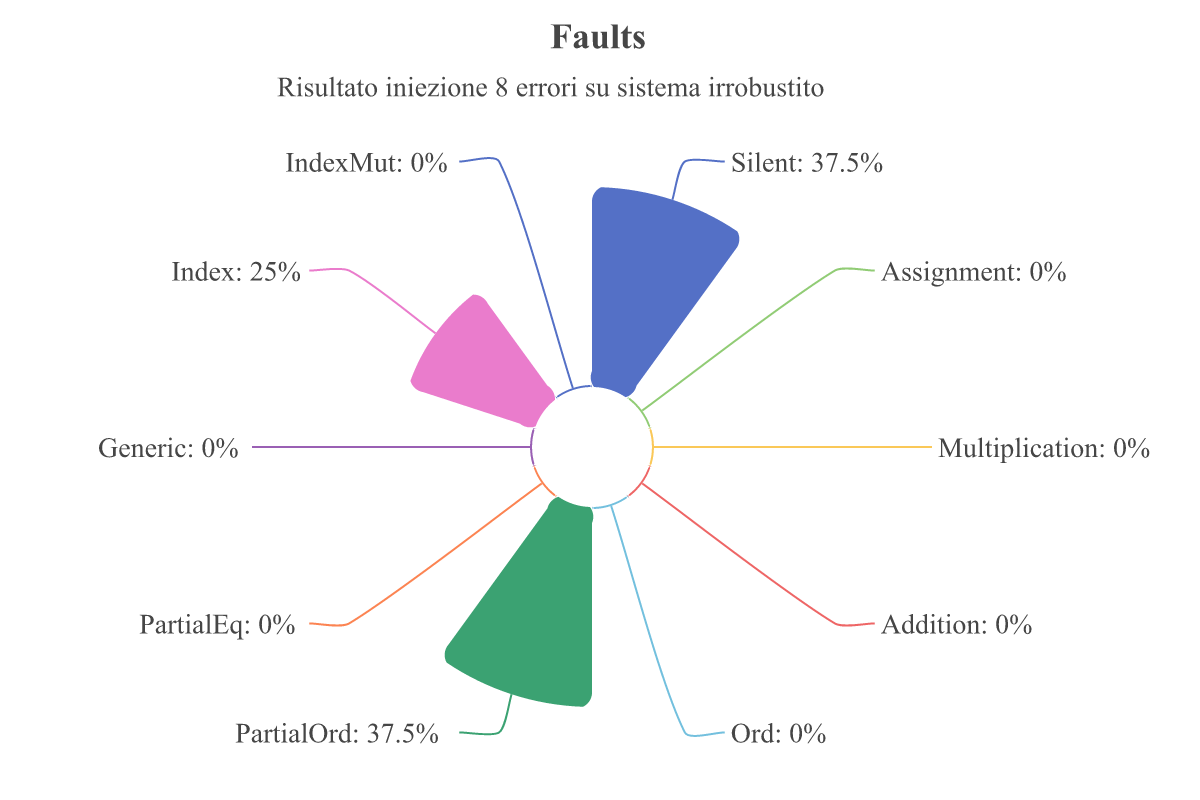 Faults
Risultato iniezione 8 errori su sistema irrobustito
IndexMut: 0%
Silent: 37.5%
Index: 25%
Assignment: 0%
Generic: 0%
Multiplication: 0%
PartialEq: 0%
Addition: 0%
PartialOrd: 37.5%
Ord: 0%